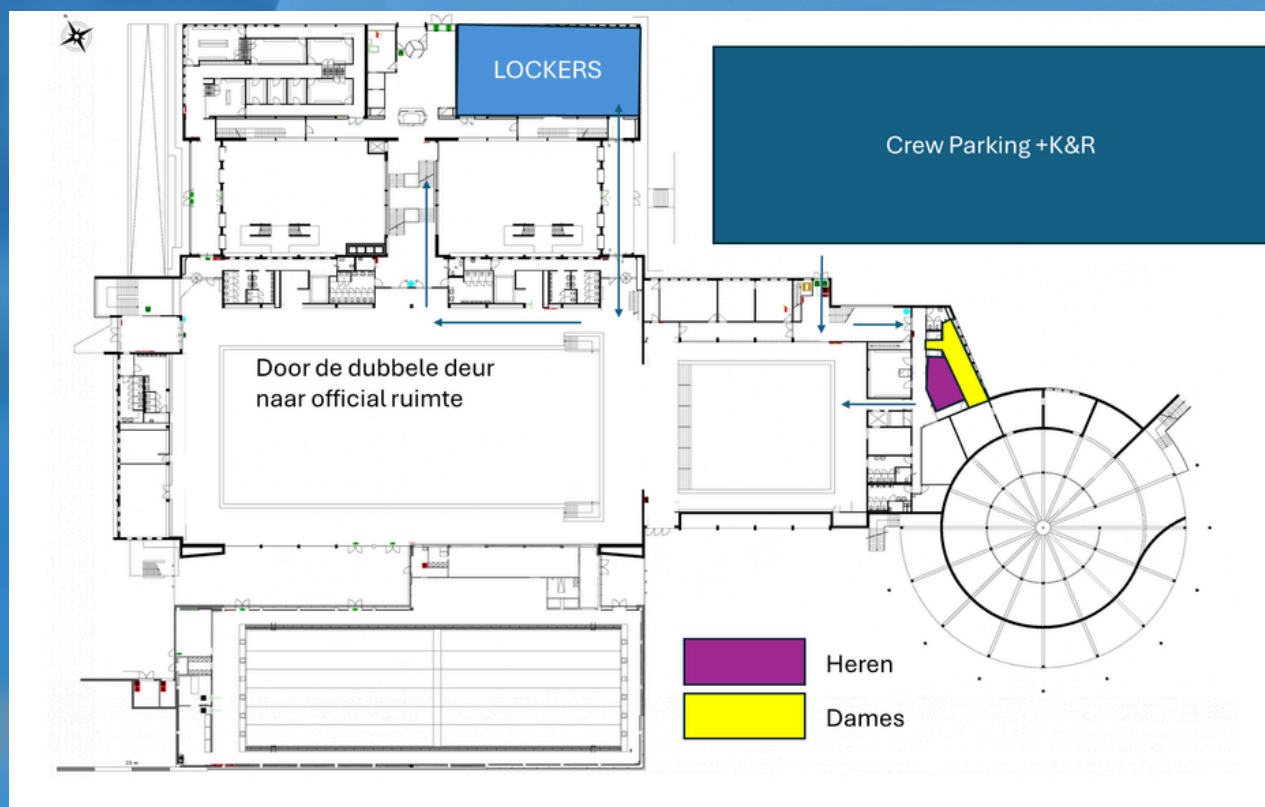 LOCKERS
Crew Parking +K&R
Door de dubbele deur
naar official ruimte
Heren
Dames